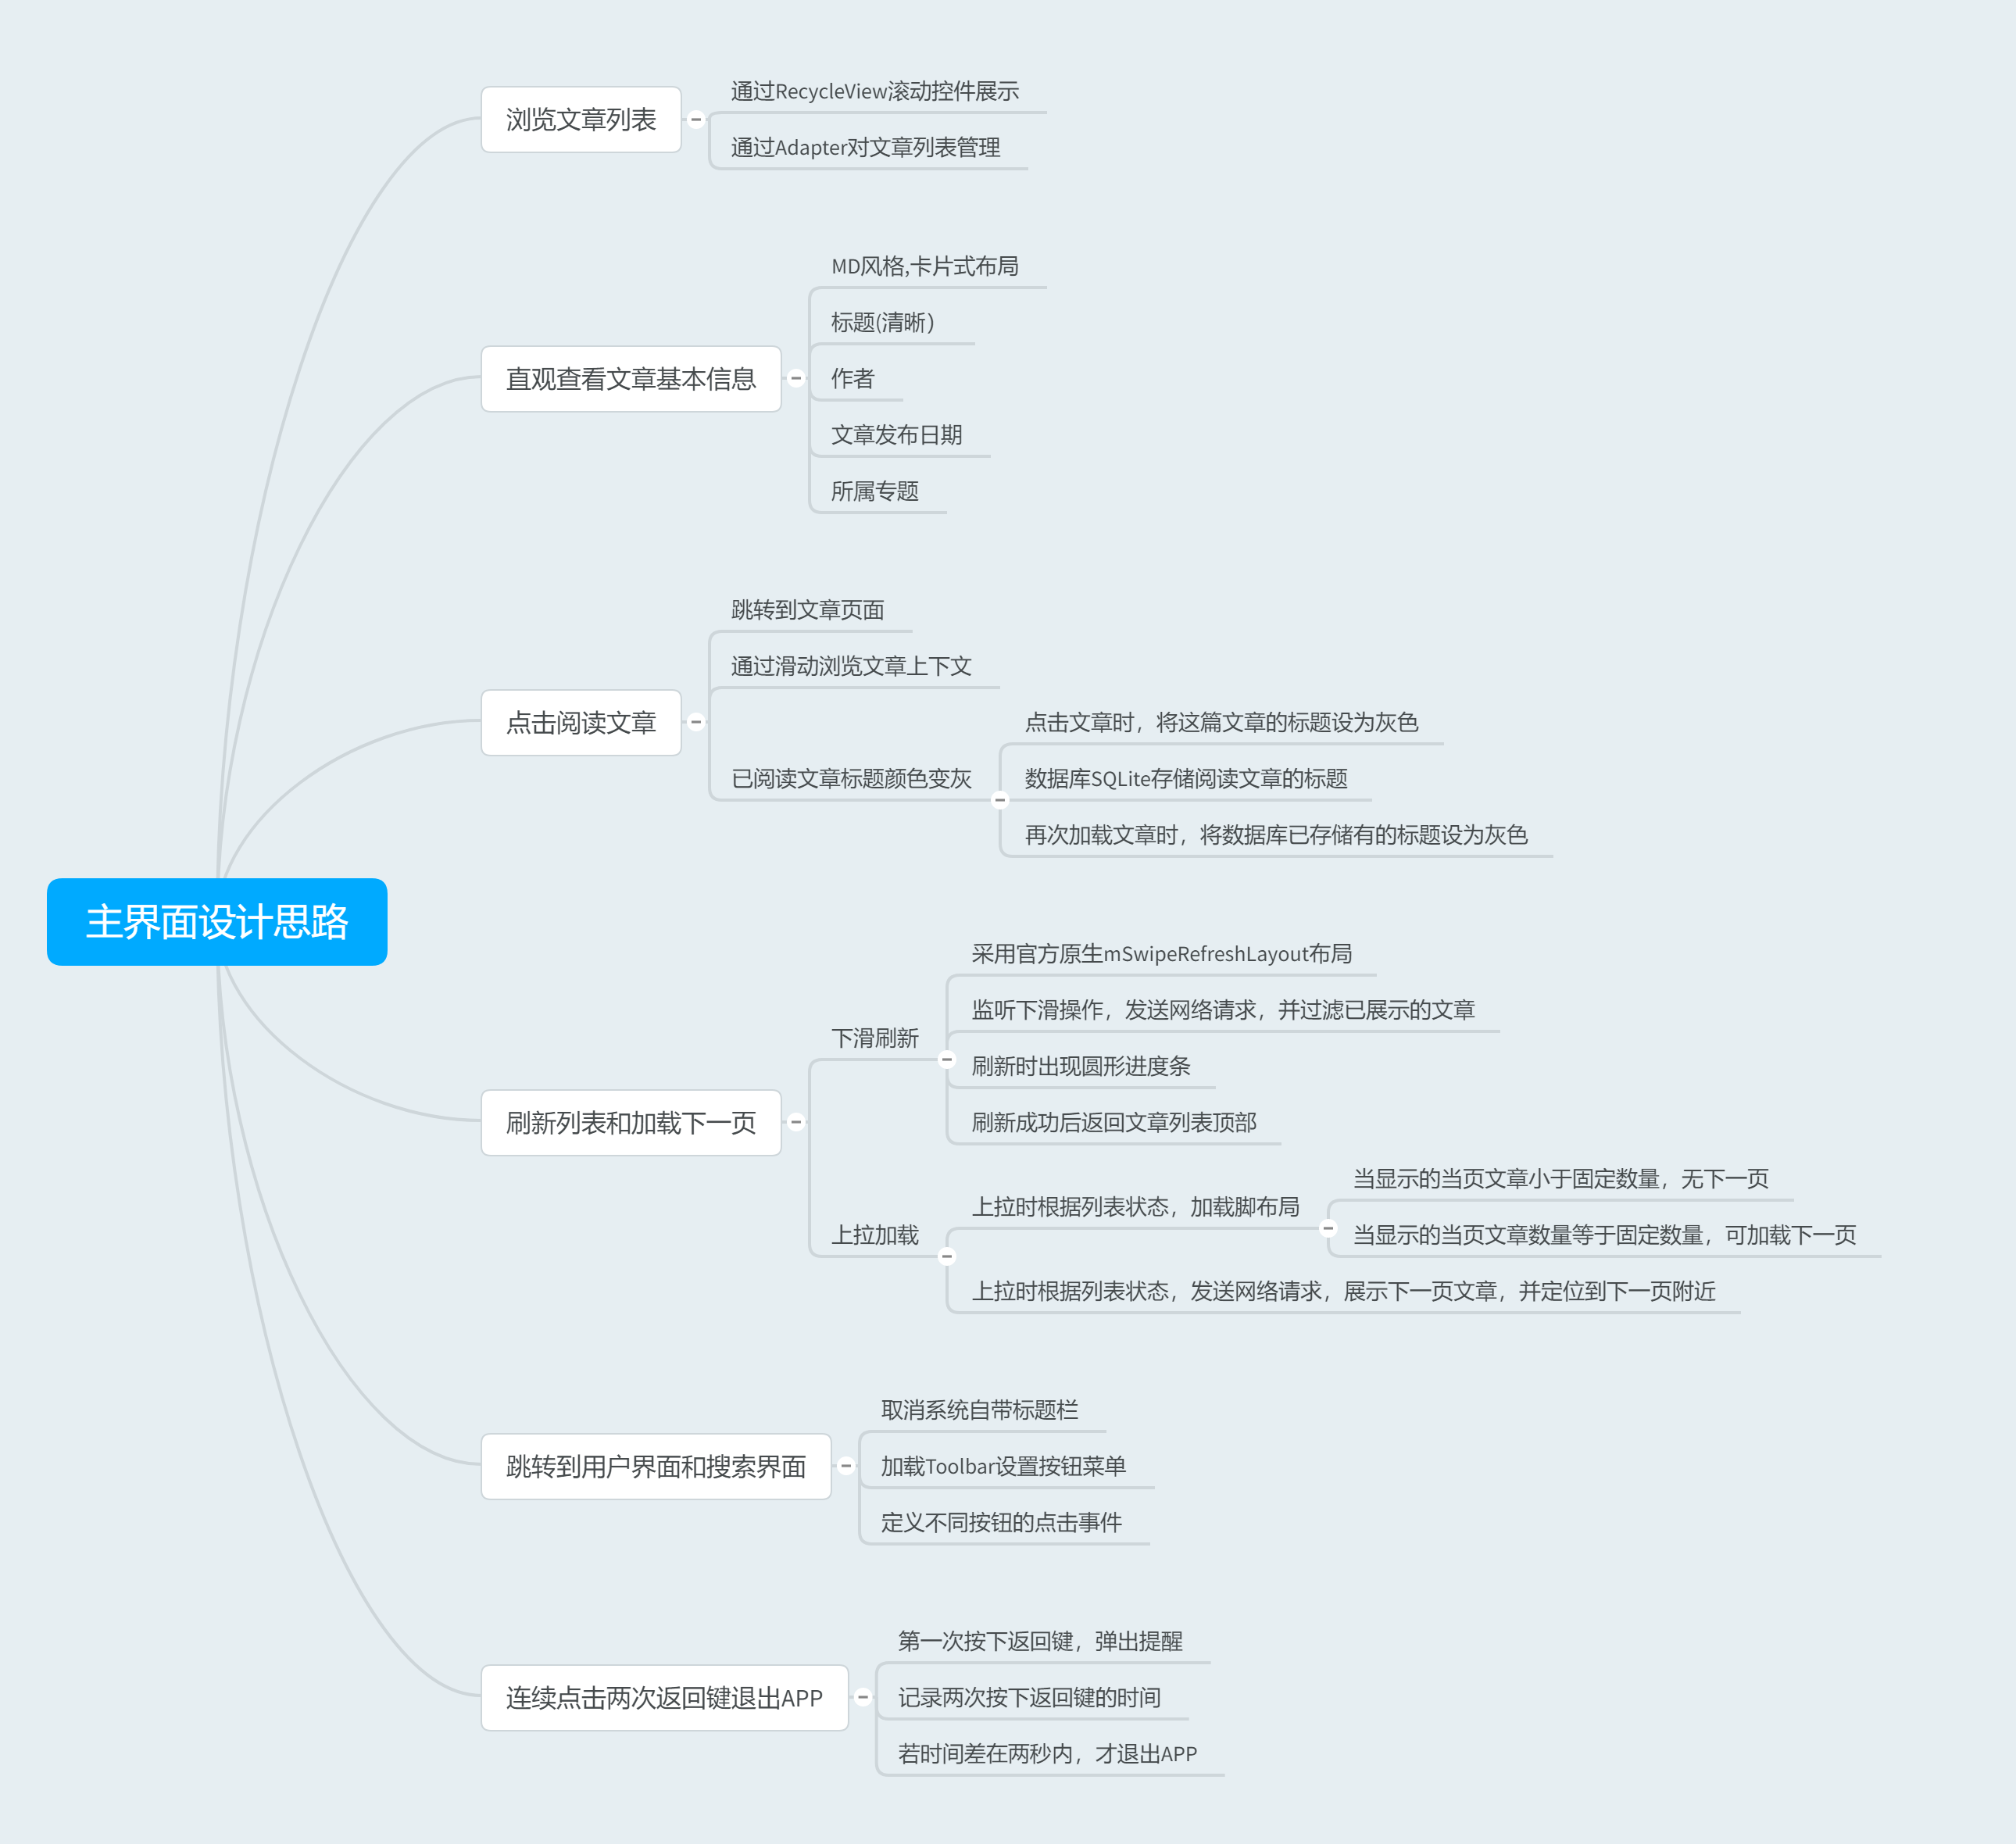 主界面设计思路
浏览文章列表
通过RecycleView滚动控件展示
通过Adapter对文章列表管理
直观查看文章基本信息
MD风格,卡片式布局
标题(清晰)
作者
文章发布日期
所属专题
点击阅读文章
跳转到文章页面
通过滑动浏览文章上下文
已阅读文章标题颜色变灰
点击文章时，将这篇文章的标题设为灰色
数据库SQLite存储阅读文章的标题
再次加载文章时，将数据库已存储有的标题设为灰色
刷新列表和加载下一页
下滑刷新
采用官方原生mSwipeRefreshLayout布局
监听下滑操作，发送网络请求，并过滤已展示的文章
刷新时出现圆形进度条
刷新成功后返回文章列表顶部
上拉加载
上拉时根据列表状态，加载脚布局
当显示的当页文章小于固定数量，无下一页
当显示的当页文章数量等于固定数量，可加载下一页
上拉时根据列表状态，发送网络请求，展示下一页文章，并定位到下一页附近
跳转到用户界面和搜索界面
取消系统自带标题栏
加载Toolbar设置按钮菜单
定义不同按钮的点击事件
连续点击两次返回键退出APP
第一次按下返回键，弹出提醒
记录两次按下返回键的时间
若时间差在两秒内，才退出APP